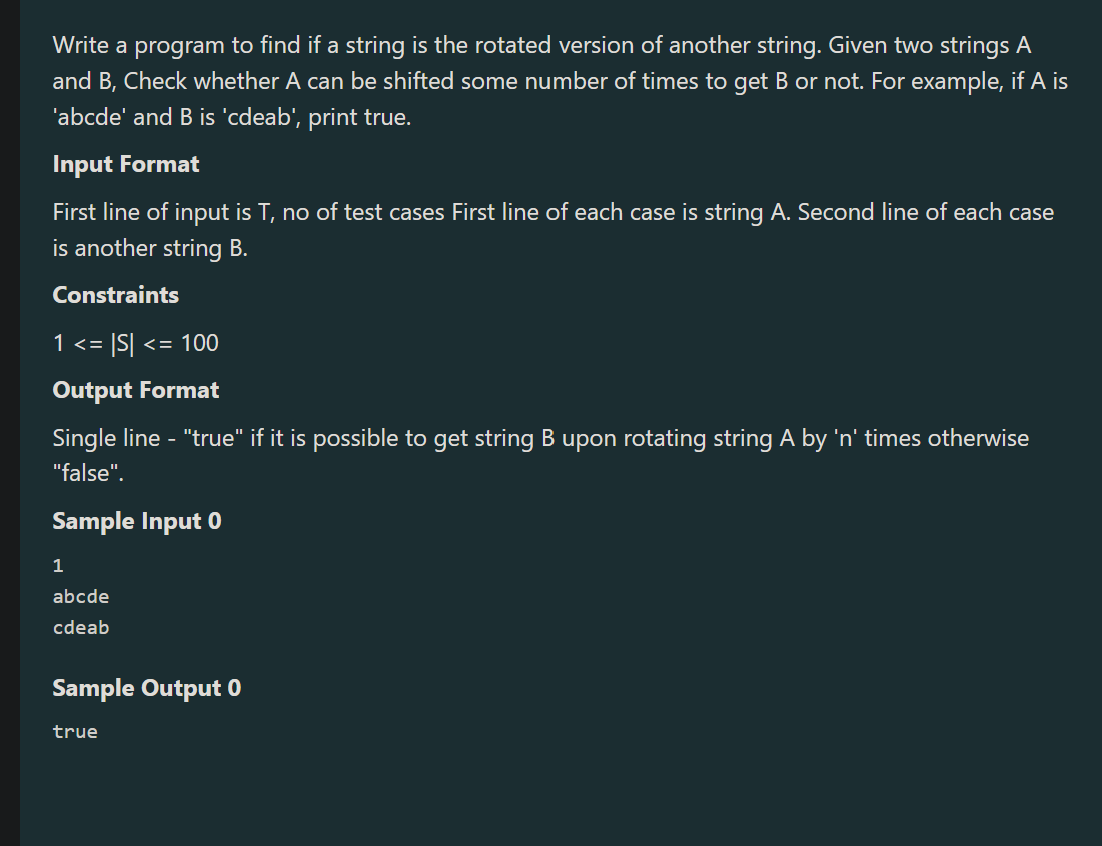 Write a program to find if a string is the rotated version of another string. Given two strings A
and B, Check whether A can be shifted some number of times to get B or not. For example, if A is
'abcde' and B is 'cdeab', print true.
Input Format
First line of input is T, no of test cases First line of each case is string A. Second line of each case
is another string B.
Constraints
1 <= |S| <= 100
Output Format
Single line - "true" if it is possible to get string B upon rotating string A by 'n' times otherwise
"false".
Sample Input 0
1
abcde
cdeab
Sample Output 0
true